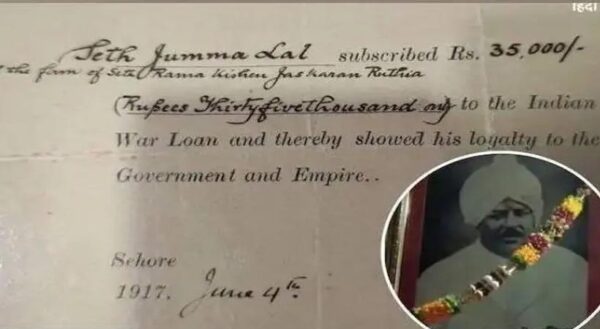 हिंदी
Seth Jumma Lal subscribed Rs. 35,000/-
the firm of Seth Rama Kishen Jaskaran Ruthia
(Rupees Thirtyfivethousand only) to the Indian
War Loan and thereby showed his loyalty to the
Government and Empire..
Sehore
1917. June 4th.